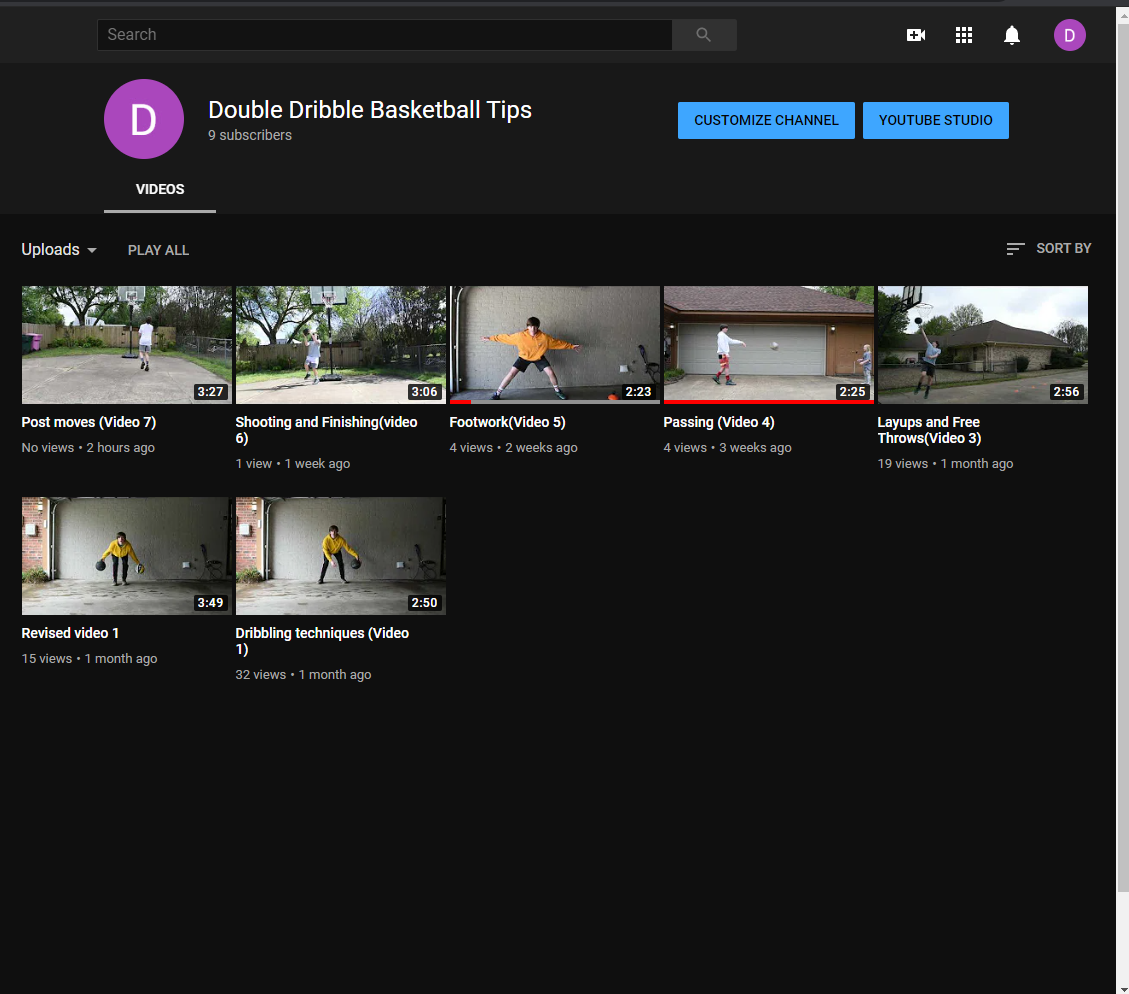 Search
D
D
Double Dribble Basketball Tips
9 subscribers
CUSTOMIZE CHANNEL
YOUTUBE STUDIO
VIDEOS
Uploads
PLAY ALL
SORT BY
3:27
3:06
2:23
2:25
2:56
Post moves (Video 7)
No views • 2 hours ago
Shooting and Finishing(video
6)
1 view • 1 week ago
Footwork(Video 5)
4 views • 2 weeks ago
Passing (Video 4)
4 views • 3 weeks ago
Layups and Free
Throws(Video 3)
19 views • 1 month ago
3:49
2:50
Revised video 1
15 views • 1 month ago
Dribbling techniques (Video
1)
32 views • 1 month ago